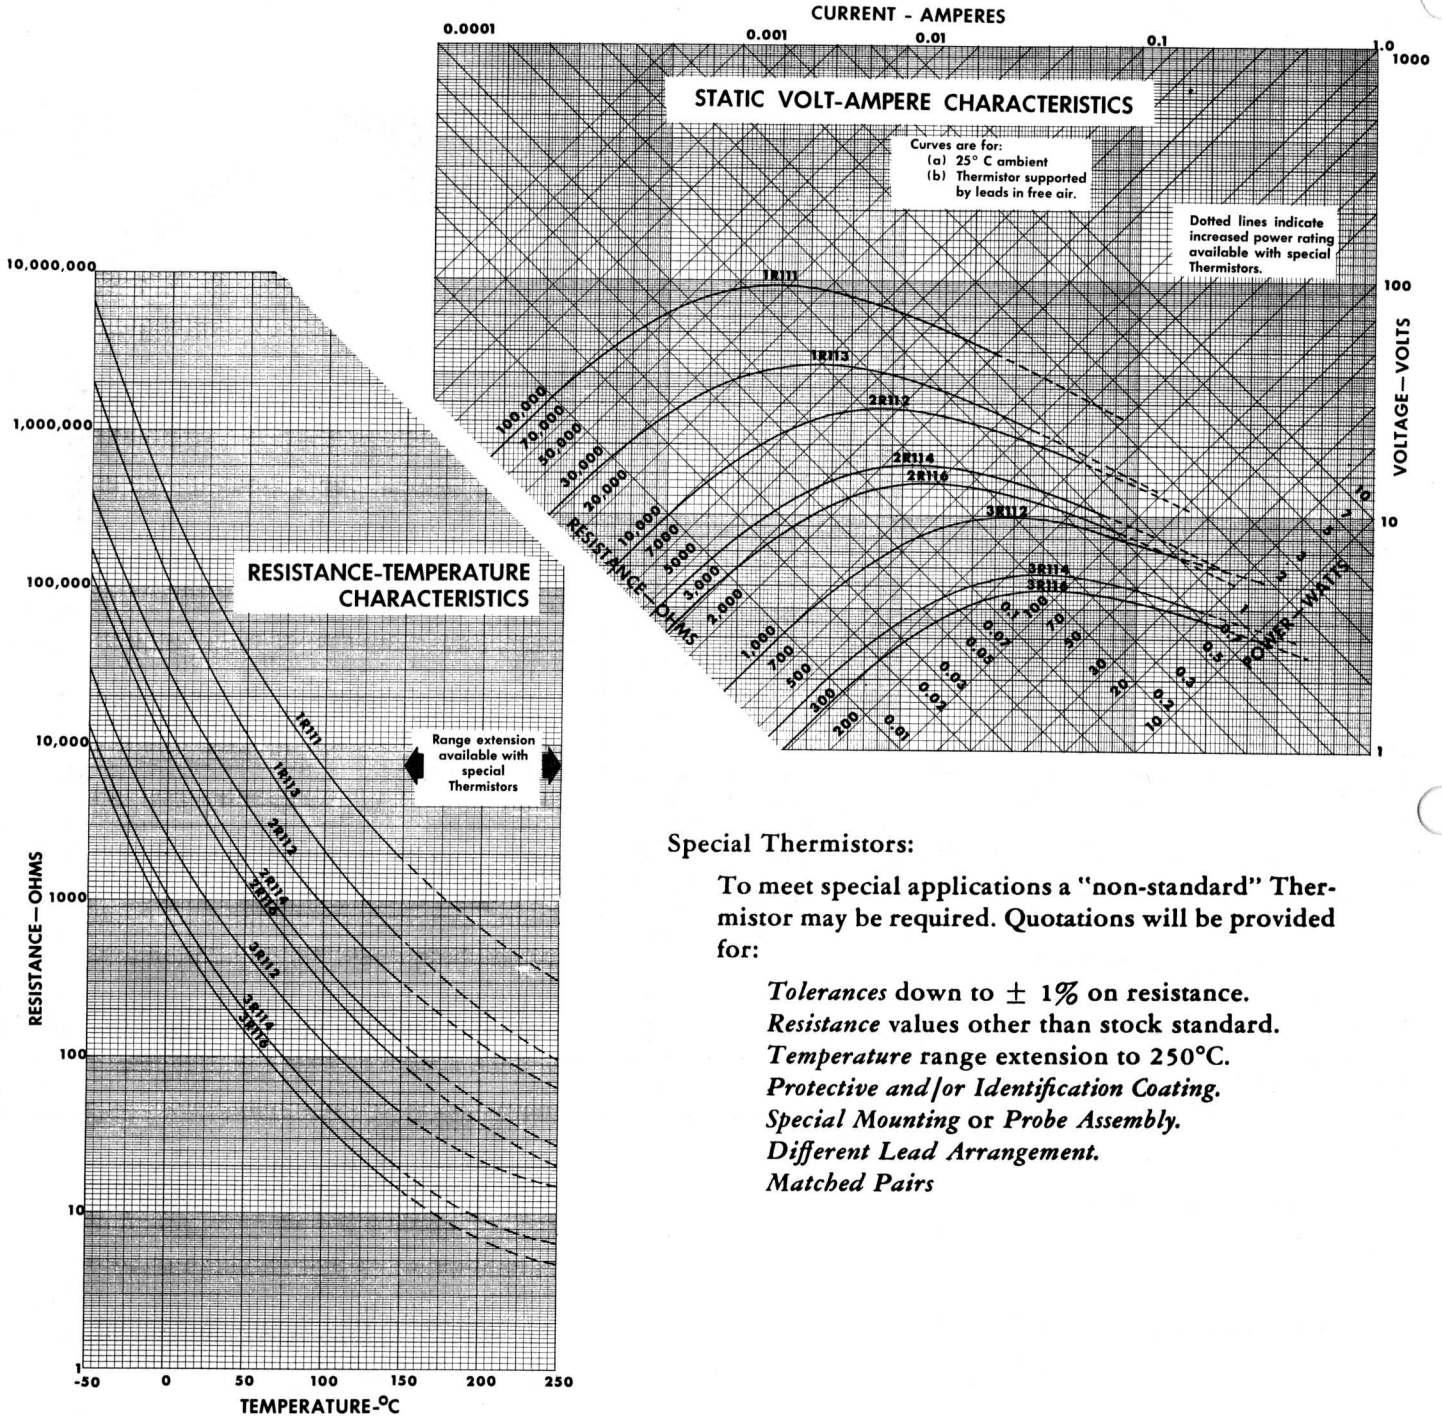 CURRENT - AMPERES
0.0001
0.001
0.01
0.1
1.0
1000
STATIC VOLT-AMPERE CHARACTERISTICS
Curves are for:
(a) 25° C ambient
(b) Thermistor supported
by leads in free air.
Dotted lines indicate
increased power rating
available with special
Thermistors.
100
10
1
VOLTAGE—VOLTS
1R111
1R113
2R112
2R114
2R116
3R112
3R114
3R116
100,000
70,000
50,000
30,000
20,000
10,000
7000
5000
3,000
2,000
1,000
700
500
300
200
RESISTANCE—OHMS
100
70
50
30
20
10
0.01
0.02
0.03
0.05
0.07
0.1
0.2
0.3
0.5
0.7
1
2
3
5
7
10
POWER—WATTS
10,000,000
1,000,000
100,000
10,000
1000
100
10
1
RESISTANCE—OHMS
RESISTANCE-TEMPERATURE
CHARACTERISTICS
Range extension
available with
special
Thermistors
1R111
1R113
2R112
2R114
2R116
3R112
3R114
3R116
-50
0
50
100
150
200
250
TEMPERATURE-°C
Special Thermistors:
To meet special applications a "non-standard" Ther-
mistor may be required. Quotations will be provided
for:
Tolerances down to ± 1% on resistance.
Resistance values other than stock standard.
Temperature range extension to 250°C.
Protective and/or Identification Coating.
Special Mounting or Probe Assembly.
Different Lead Arrangement.
Matched Pairs